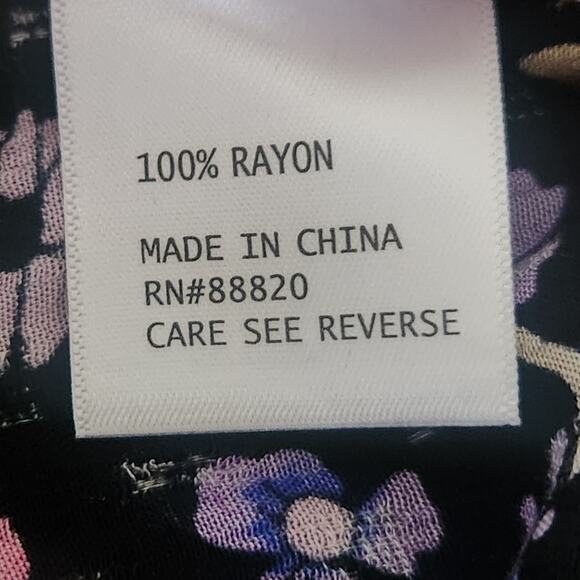 100% RAYON
MADE IN CHINA
RN#88820
CARE SEE REVERSE